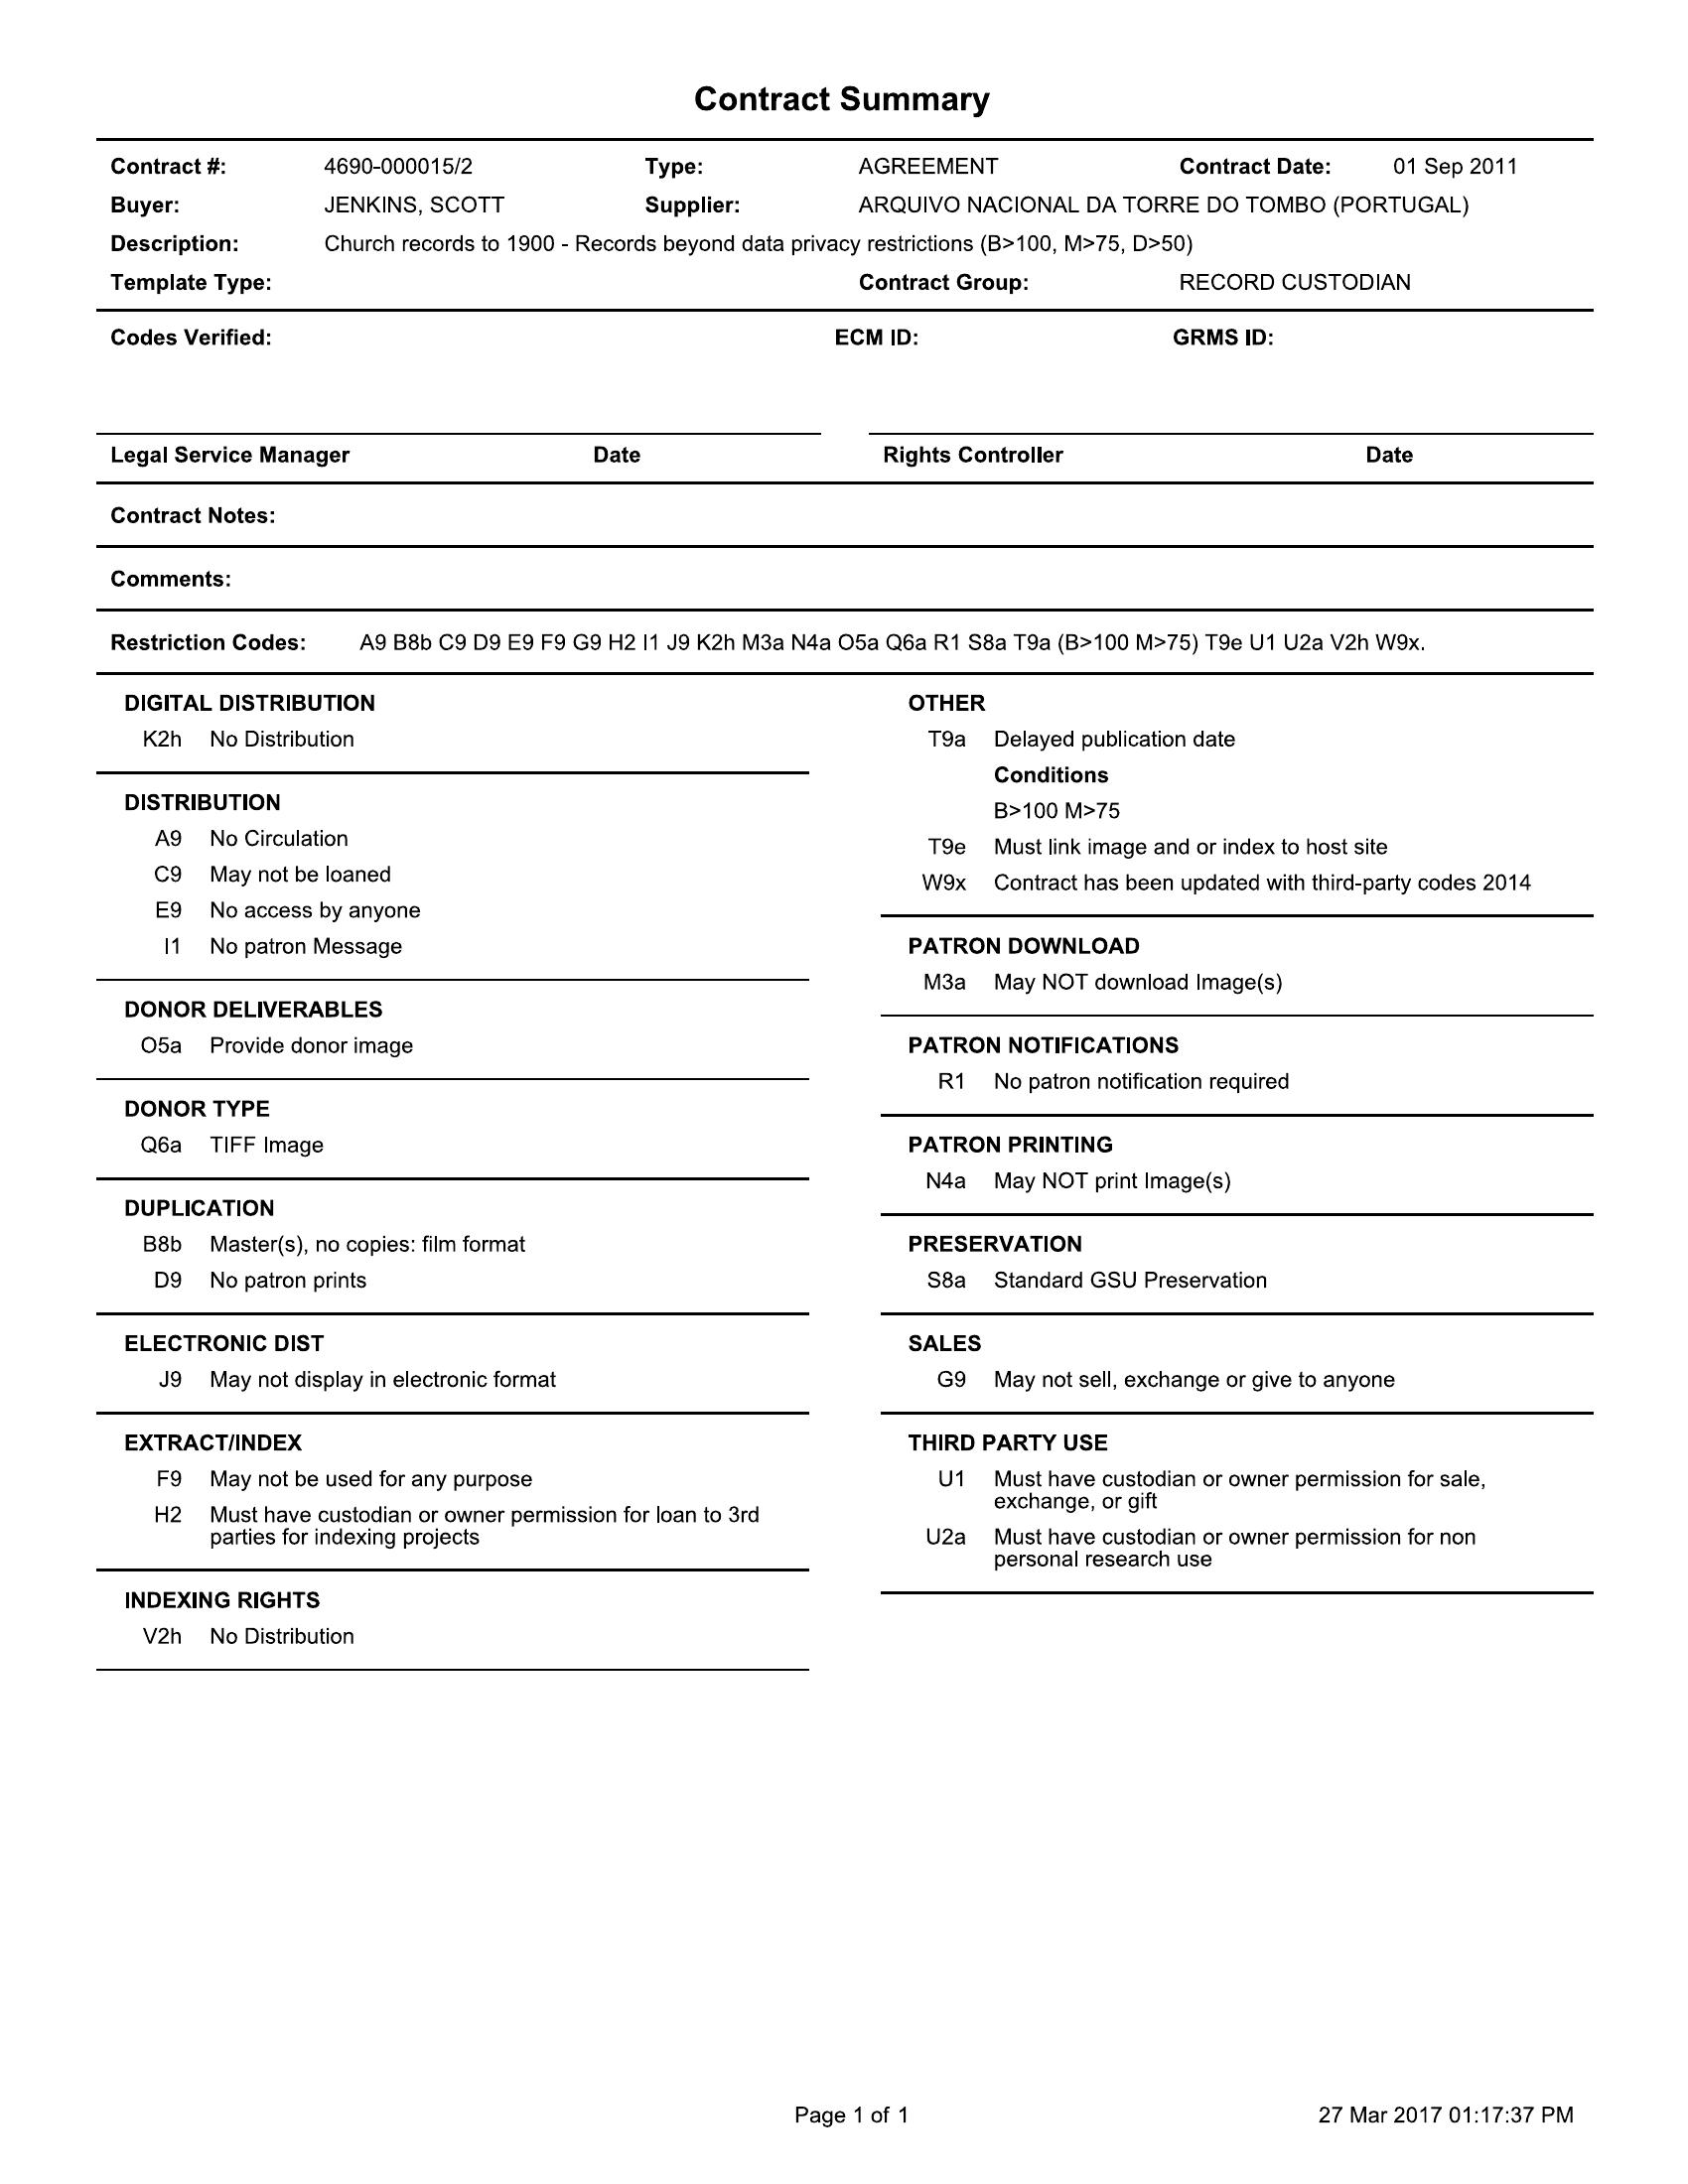 Contract Summary
Contract #: 4690-000015/2 Type: AGREEMENT Contract Date: 01 Sep 2011
Buyer: JENKINS, SCOTT Supplier: ARQUIVO NACIONAL DA TORRE DO TOMBO (PORTUGAL)
Description: Church records to 1900 - Records beyond data privacy restrictions (B>100, M>75, D>50)
Template Type: Contract Group: RECORD CUSTODIAN
Codes Verified: ECM ID: GRMS ID:
Legal Service Manager Date Rights Controller Date
Contract Notes:
Comments:
Restriction Codes: A9 B8b C9 D9 E9 F9 G9 H2 I1 J9 K2h M3a N4a O5a Q6a R1 S8a T9a (B>100 M>75) T9e U1 U2a V2h W9x.
DIGITAL DISTRIBUTION
K2h No Distribution
DISTRIBUTION
A9 No Circulation
C9 May not be loaned
E9 No access by anyone
I1 No patron Message
DONOR DELIVERABLES
O5a Provide donor image
DONOR TYPE
Q6a TIFF Image
DUPLICATION
B8b Master(s), no copies: film format
D9 No patron prints
ELECTRONIC DIST
J9 May not display in electronic format
EXTRACT/INDEX
F9 May not be used for any purpose
H2 Must have custodian or owner permission for loan to 3rd
parties for indexing projects
INDEXING RIGHTS
V2h No Distribution
OTHER
T9a Delayed publication date
Conditions
B>100 M>75
T9e Must link image and or index to host site
W9x Contract has been updated with third-party codes 2014
PATRON DOWNLOAD
M3a May NOT download Image(s)
PATRON NOTIFICATIONS
R1 No patron notification required
PATRON PRINTING
N4a May NOT print Image(s)
PRESERVATION
S8a Standard GSU Preservation
SALES
G9 May not sell, exchange or give to anyone
THIRD PARTY USE
U1 Must have custodian or owner permission for sale,
exchange, or gift
U2a Must have custodian or owner permission for non
personal research use
Page 1 of 1 27 Mar 2017 01:17:37 PM